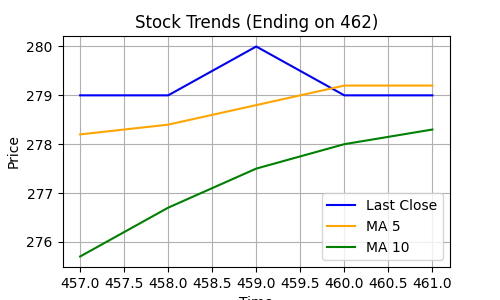 Stock Trends (Ending on 462)
280
279
278
277
276
Price
Last Close
MA 5
MA 10
457.0 457.5 458.0 458.5 459.0 459.5 460.0 460.5 461.0
Time